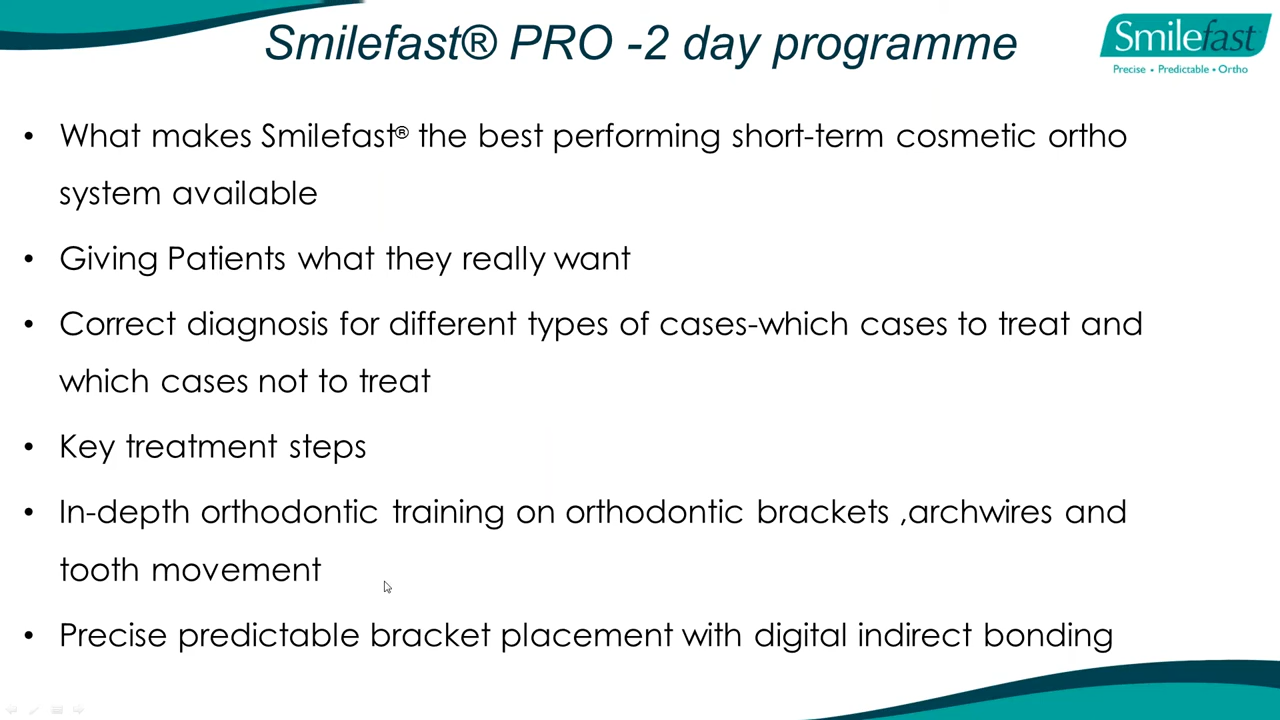 Smilefast® PRO -2 day programme
Smilefast
Precise • Predictable • Ortho
• What makes Smilefast® the best performing short-term cosmetic ortho
system available
• Giving Patients what they really want
• Correct diagnosis for different types of cases-which cases to treat and
which cases not to treat
• Key treatment steps
• In-depth orthodontic training on orthodontic brackets ,archwires and
tooth movement
• Precise predictable bracket placement with digital indirect bonding